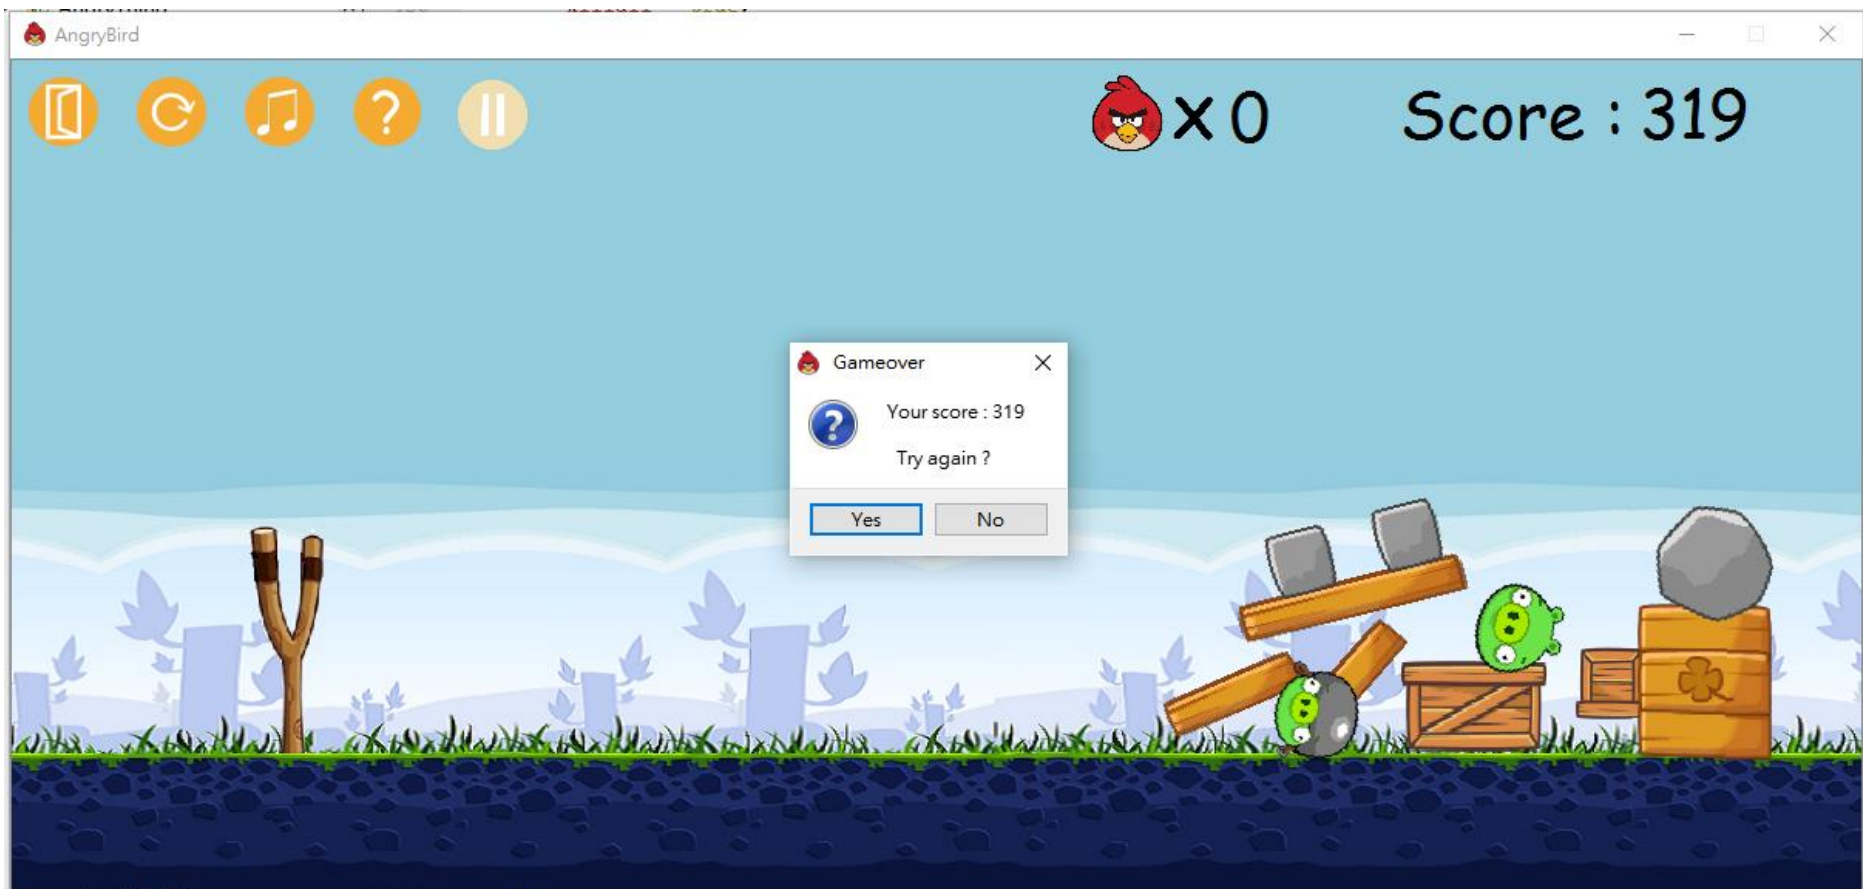 AngryBird
X 0
Score : 319
Gameover
Your score : 319
Try again ?
Yes
No